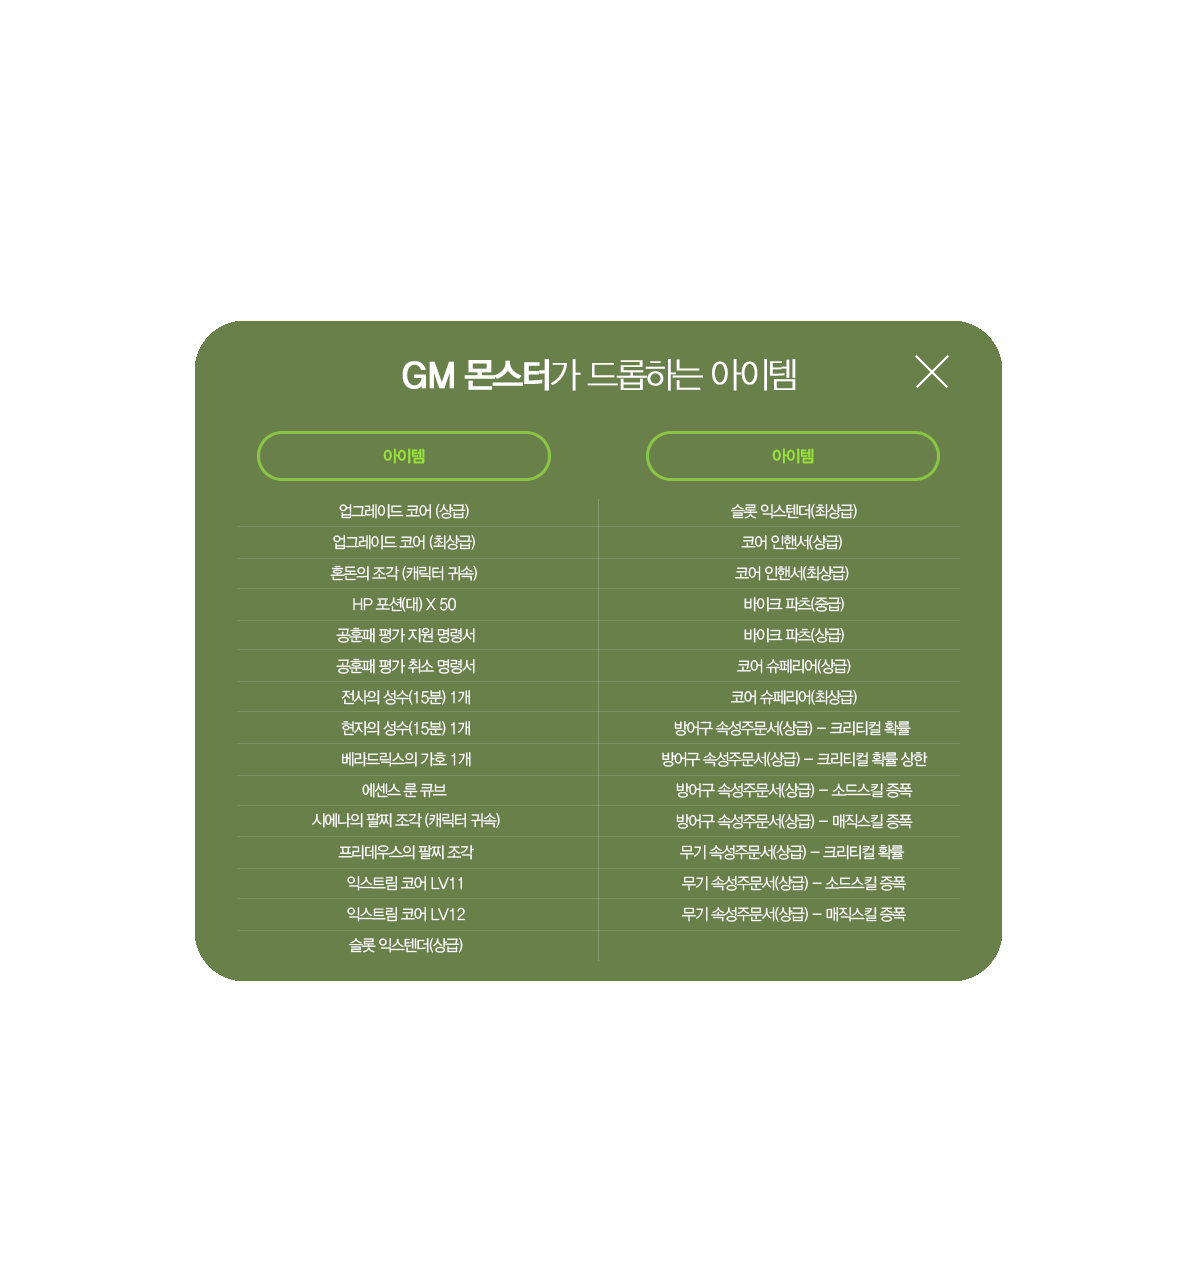 GM 몬스터가 드롭하는 아이템
아이템 아이템
업그레이드 코어 (상급) 슬롯 익스텐더(최상급)
업그레이드 코어 (최상급) 코어 인핸서(상급)
혼돈의 조각 (캐릭터 귀속) 코어 인핸서(최상급)
HP 포션(대) X 50 바이크 파츠(중급)
공훈패 평가 지원 명령서 바이크 파츠(상급)
공훈패 평가 취소 명령서 코어 슈페리어(상급)
전사의 성수(15분) 1개 코어 슈페리어(최상급)
현자의 성수(15분) 1개 방어구 속성주문서(상급) – 크리티컬 확률
베라드릭스의 가호 1개 방어구 속성주문서(상급) – 크리티컬 확률 상한
에센스 룬 큐브 방어구 속성주문서(상급) – 소드스킬 증폭
시에나의 팔찌 조각 (캐릭터 귀속) 방어구 속성주문서(상급) – 매직스킬 증폭
프리데우스의 팔찌 조각 무기 속성주문서(상급) – 크리티컬 확률
익스트림 코어 LV11 무기 속성주문서(상급) – 소드스킬 증폭
익스트림 코어 LV12 무기 속성주문서(상급) – 매직스킬 증폭
슬롯 익스텐더(상급)